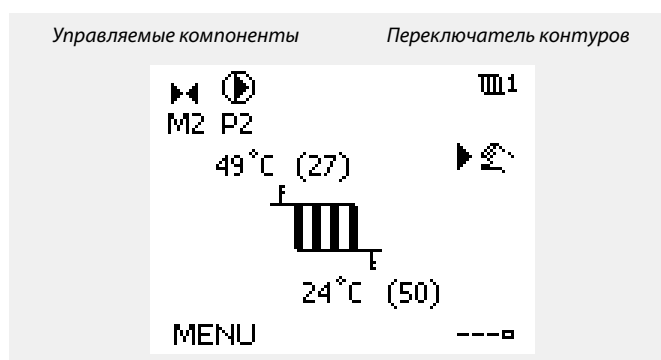 Управляемые компоненты Переключатель контуров
1
M2 P2
49°C (27)
24°C (50)
MENU